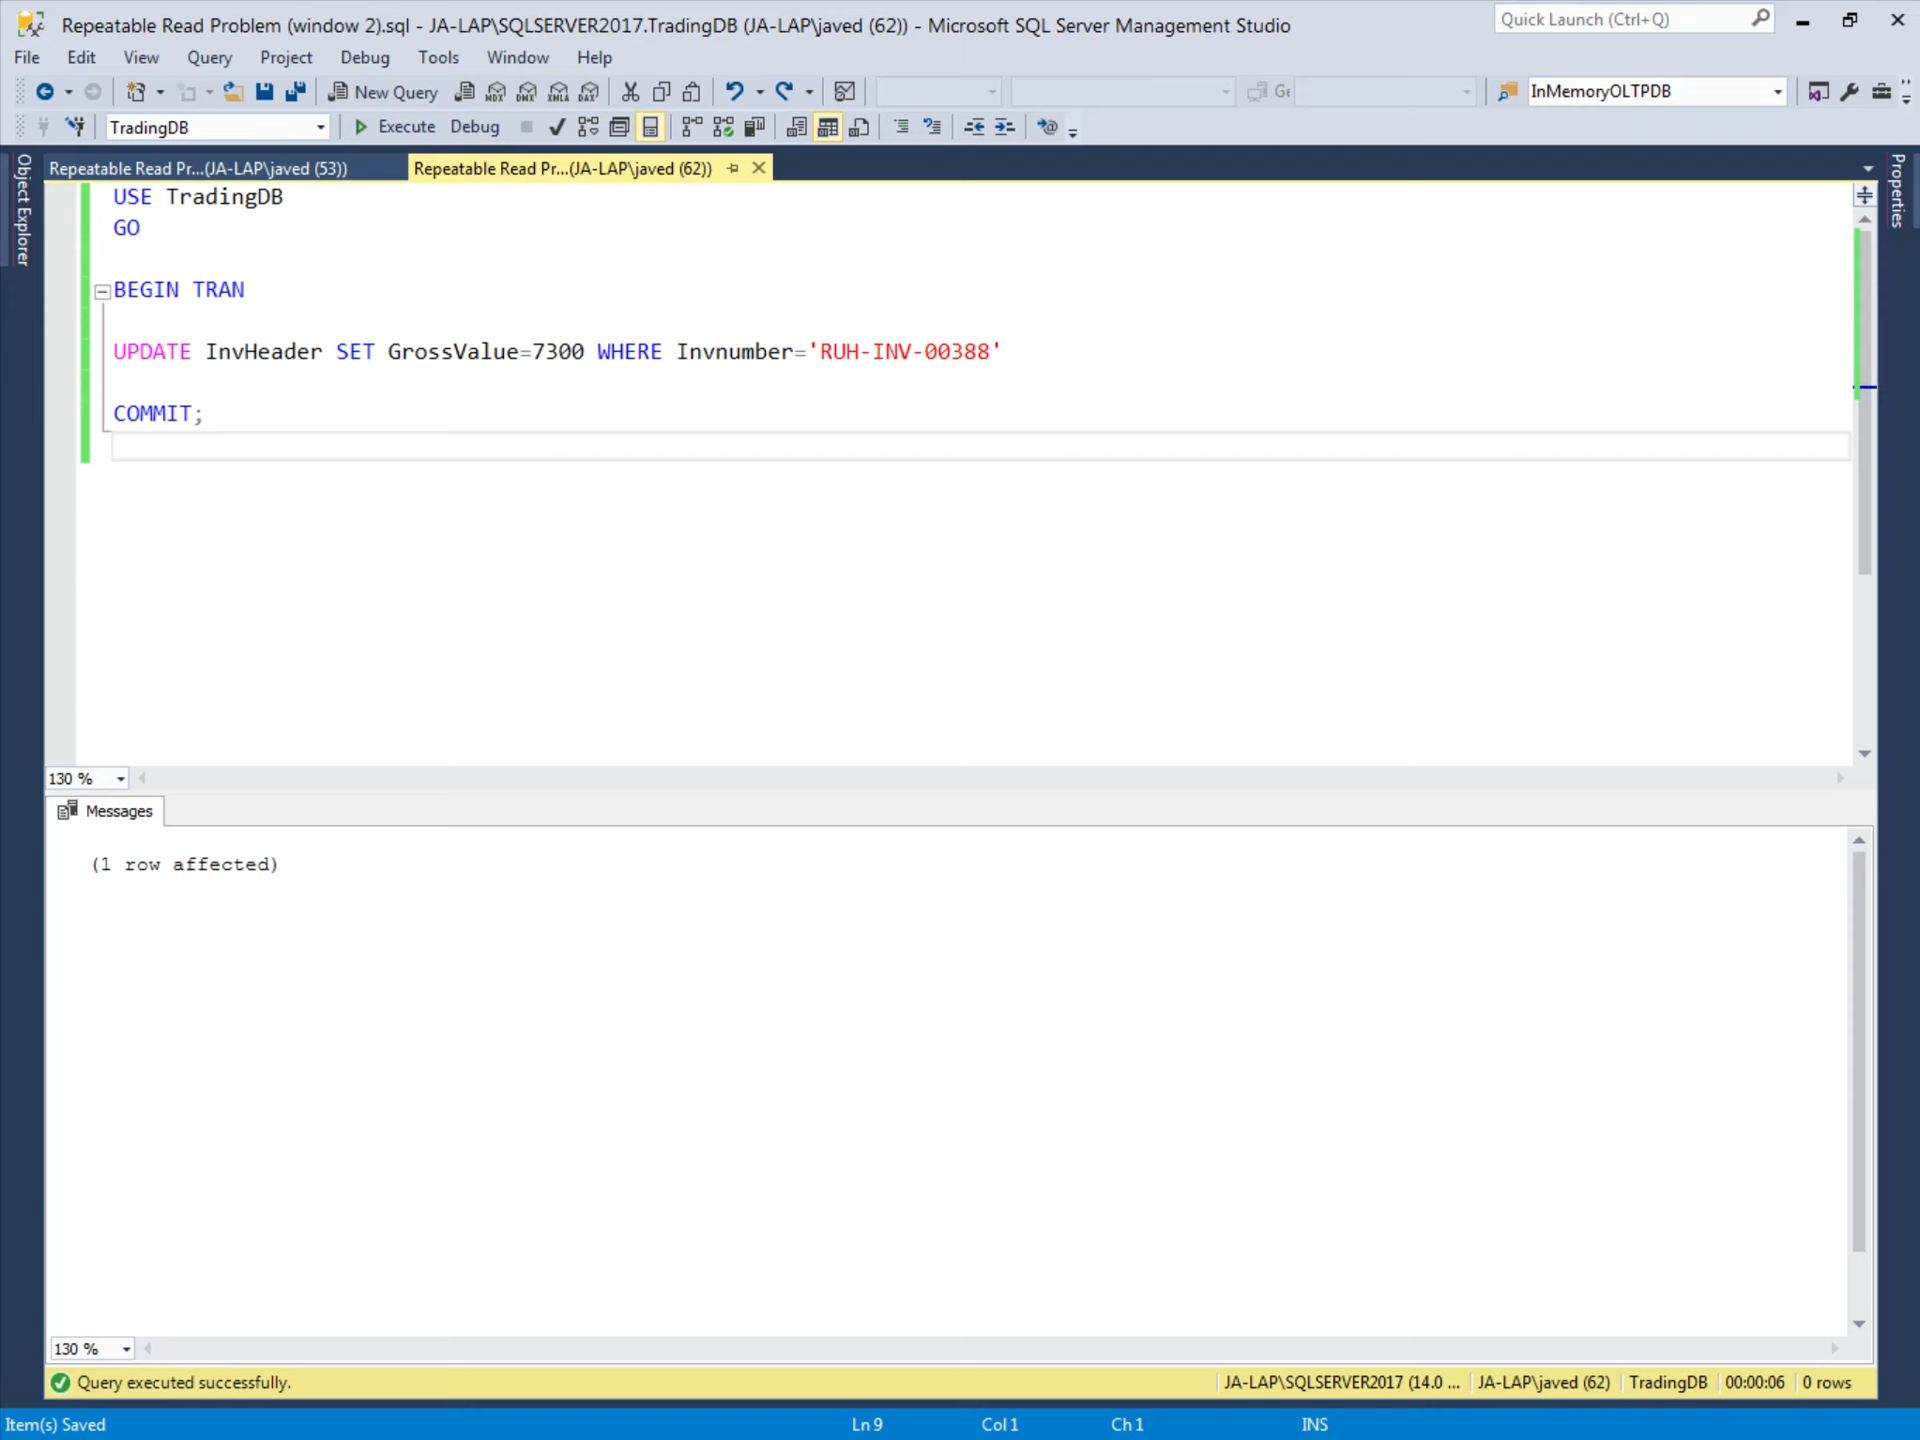 Repeatable Read Problem (window 2).sql - JA-LAP\SQLSERVER2017.TradingDB (JA-LAP\javed (62)) - Microsoft SQL Server Management Studio
Quick Launch (Ctrl+Q)
File Edit View Query Project Debug Tools Window Help
New Query
MDX DMX XMLA DAX
InMemoryOLTPDB
TradingDB
Execute Debug
Object Explorer
Repeatable Read Pr...(JA-LAP\javed (53))
Repeatable Read Pr...(JA-LAP\javed (62))
Properties
USE TradingDB
GO
BEGIN TRAN
UPDATE InvHeader SET GrossValue=7300 WHERE Invnumber='RUH-INV-00388'
COMMIT;
130 %
Messages
(1 row affected)
130 %
Query executed successfully.
JA-LAP\SQLSERVER2017 (14.0 ... JA-LAP\javed (62) TradingDB 00:00:06 0 rows
Item(s) Saved Ln 9 Col 1 Ch 1 INS